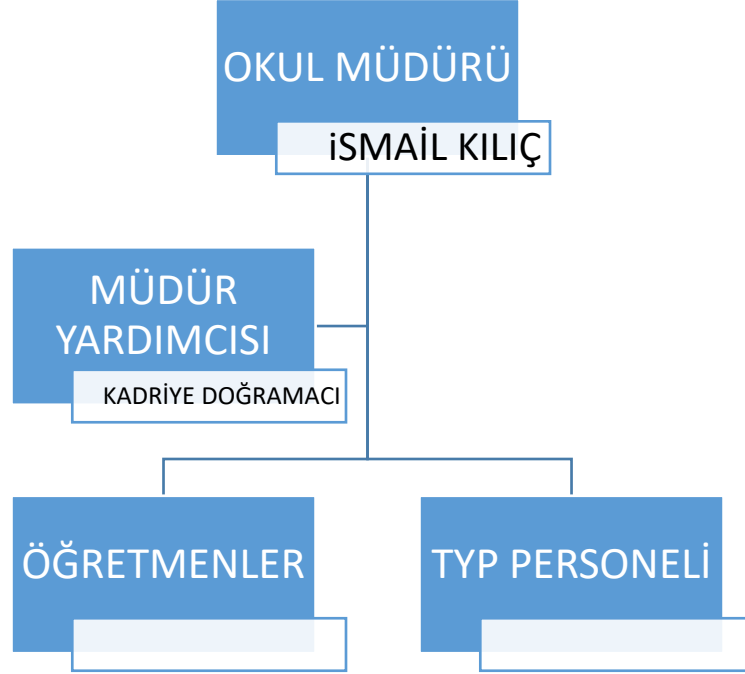 OKUL MÜDÜRÜ
iSMAİL KILIÇ
MÜDÜR
YARDIMCISI
KADRİYE DOĞRAMACI
ÖĞRETMENLER
TYP PERSONELİ